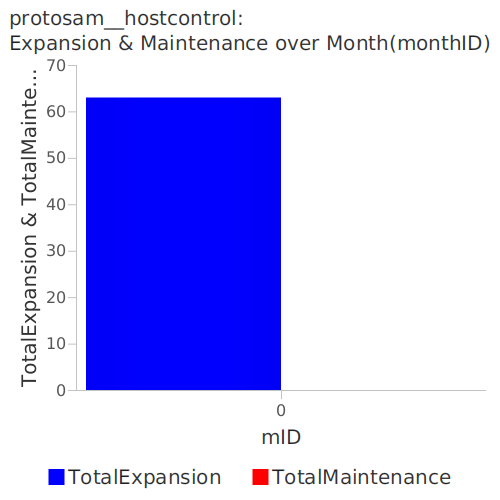 protosam__hostcontrol:
Expansion & Maintenance over Month(monthID)
TotalExpansion & TotalMainte...
70
60
50
40
30
20
10
0
0
mID
TotalExpansion
TotalMaintenance